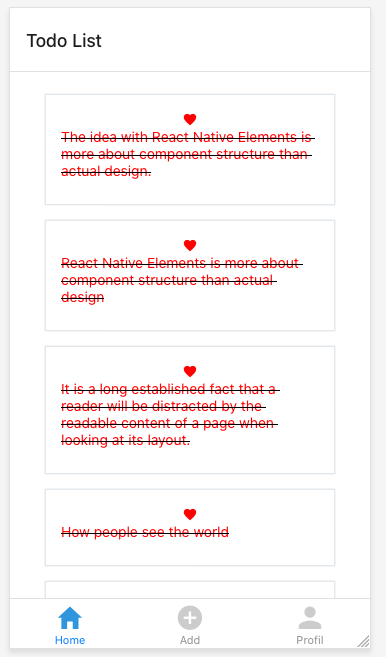 Todo List
The idea with React Native Elements is
more about component structure than
actual design.
React Native Elements is more about
component structure than actual
design
It is a long established fact that a
reader will be distracted by the
readable content of a page when
looking at its layout.
How people see the world
Home
Add
Profil